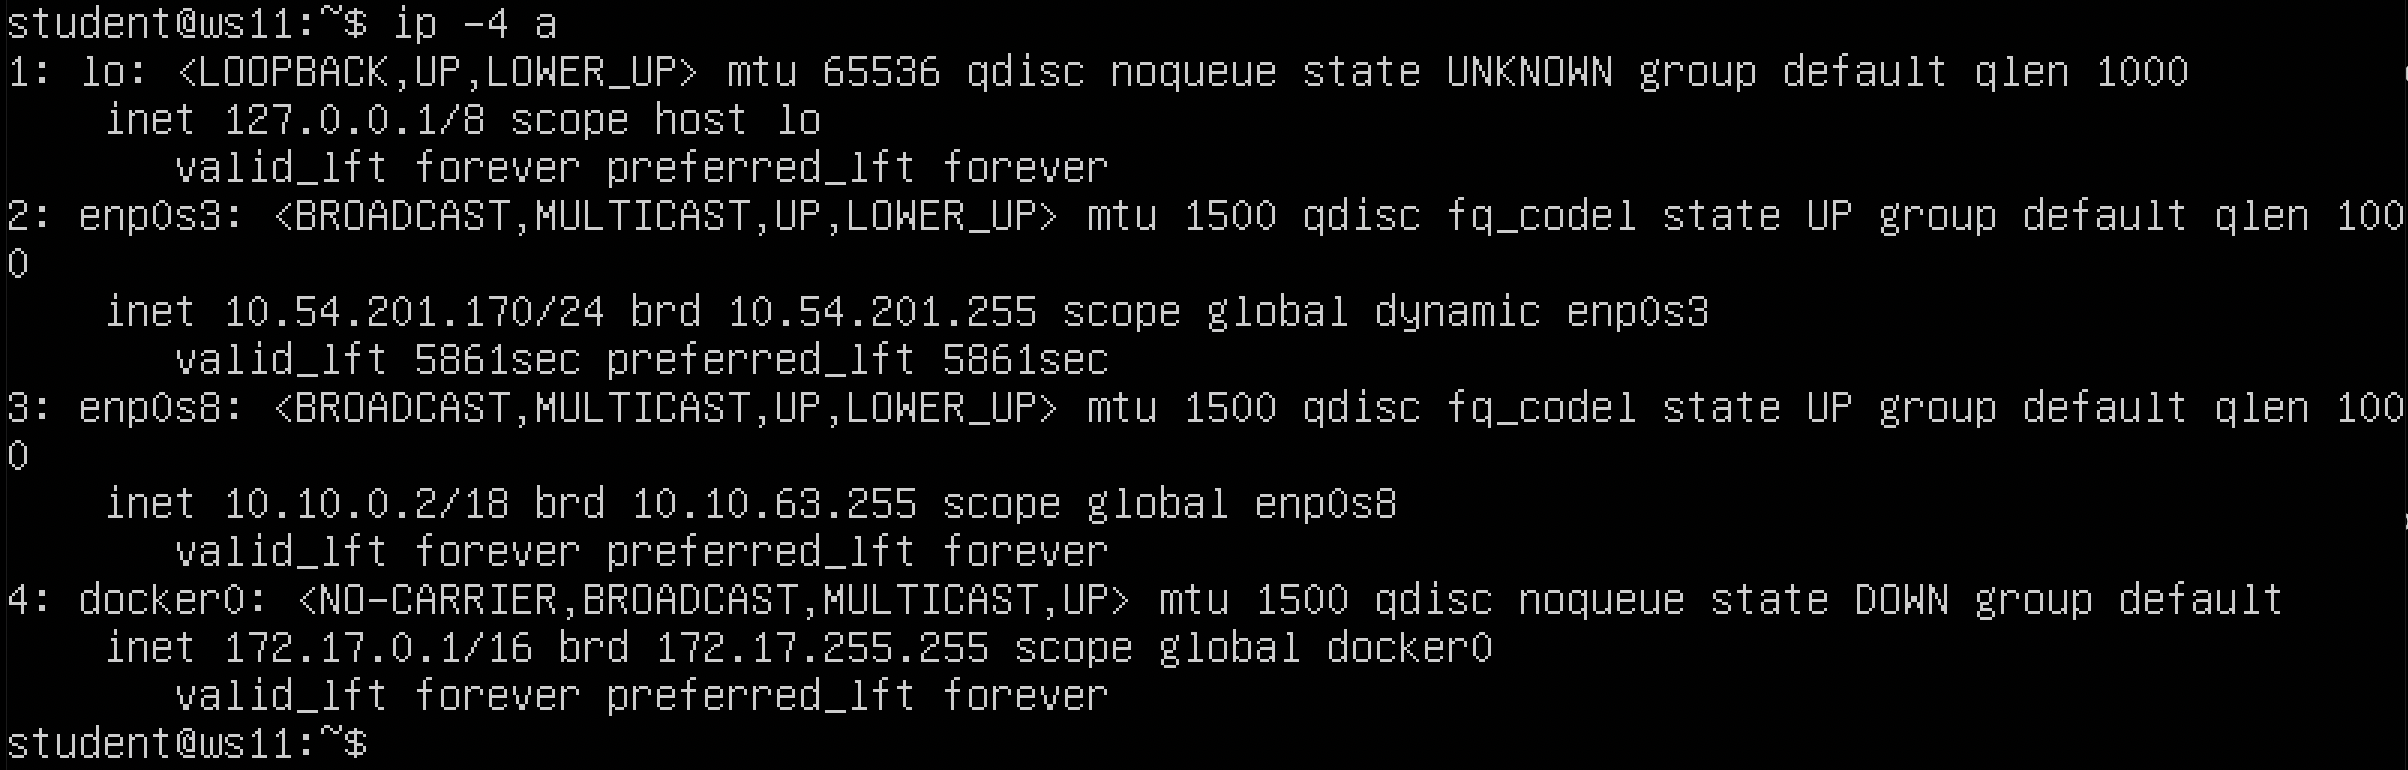 student@ws11:~$ ip -4 a
1: lo: <LOOPBACK,UP,LOWER_UP> mtu 65536 qdisc noqueue state UNKNOWN group default qlen 1000
    inet 127.0.0.1/8 scope host lo
       valid_lft forever preferred_lft forever
2: enp0s3: <BROADCAST,MULTICAST,UP,LOWER_UP> mtu 1500 qdisc fq_codel state UP group default qlen 100
0
    inet 10.54.201.170/24 brd 10.54.201.255 scope global dynamic enp0s3
       valid_lft 5861sec preferred_lft 5861sec
3: enp0s8: <BROADCAST,MULTICAST,UP,LOWER_UP> mtu 1500 qdisc fq_codel state UP group default qlen 100
0
    inet 10.10.0.2/18 brd 10.10.63.255 scope global enp0s8
       valid_lft forever preferred_lft forever
4: docker0: <NO-CARRIER,BROADCAST,MULTICAST,UP> mtu 1500 qdisc noqueue state DOWN group default
    inet 172.17.0.1/16 brd 172.17.255.255 scope global docker0
       valid_lft forever preferred_lft forever
student@ws11:~$